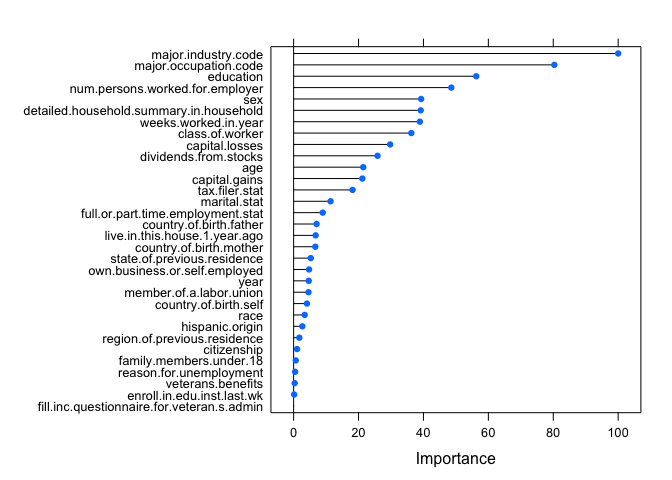 major.industry.code
major.occupation.code
education
num.persons.worked.for.employer
sex
detailed.household.summary.in.household
weeks.worked.in.year
class.of.worker
capital.losses
dividends.from.stocks
age
capital.gains
tax.filer.stat
marital.stat
full.or.part.time.employment.stat
country.of.birth.father
live.in.this.house.1.year.ago
country.of.birth.mother
state.of.previous.residence
own.business.or.self.employed
year
member.of.a.labor.union
country.of.birth.self
race
hispanic.origin
region.of.previous.residence
citizenship
family.members.under.18
reason.for.unemployment
veterans.benefits
enroll.in.edu.inst.last.wk
fill.inc.questionnaire.for.veteran.s.admin
0 20 40 60 80 100
Importance